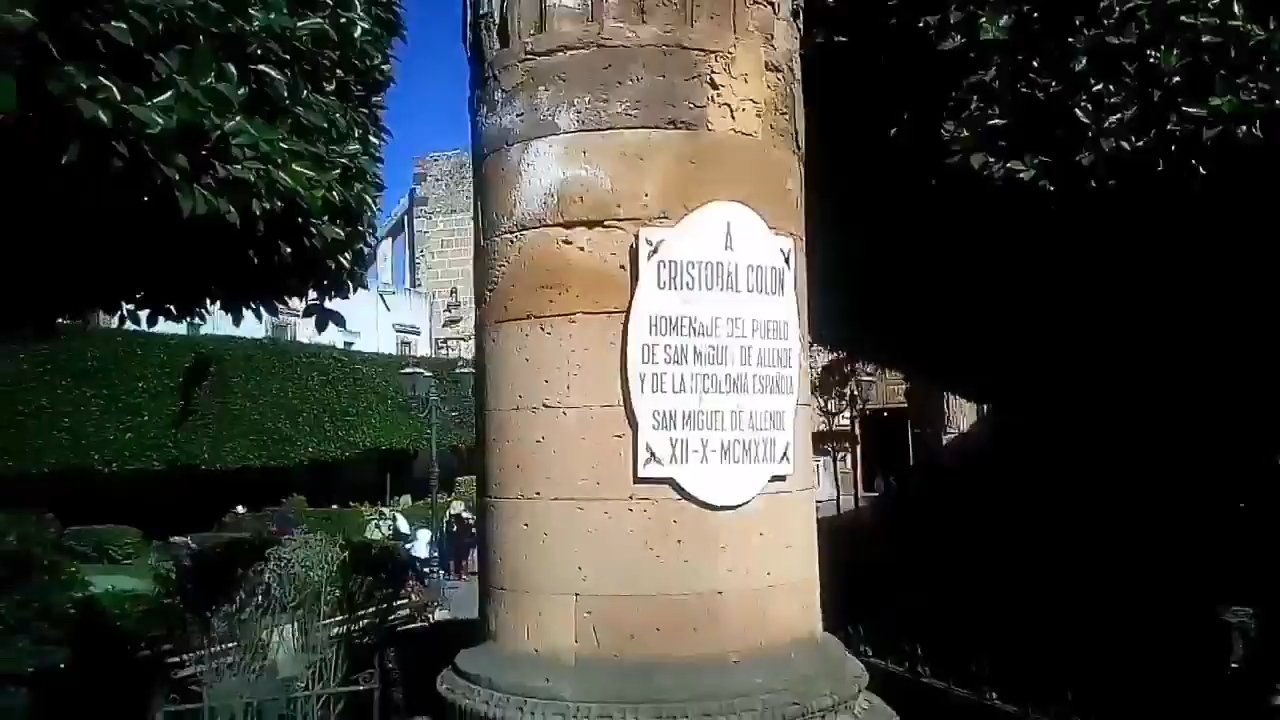 A
CRISTOBAL COLON
HOMENAJE DEL PUEBLO
DE SAN MIGUEL DE ALLENDE
Y DE LA H. COLONIA ESPAÑOLA
SAN MIGUEL DE ALLENDE
XII-X-MCMXXII